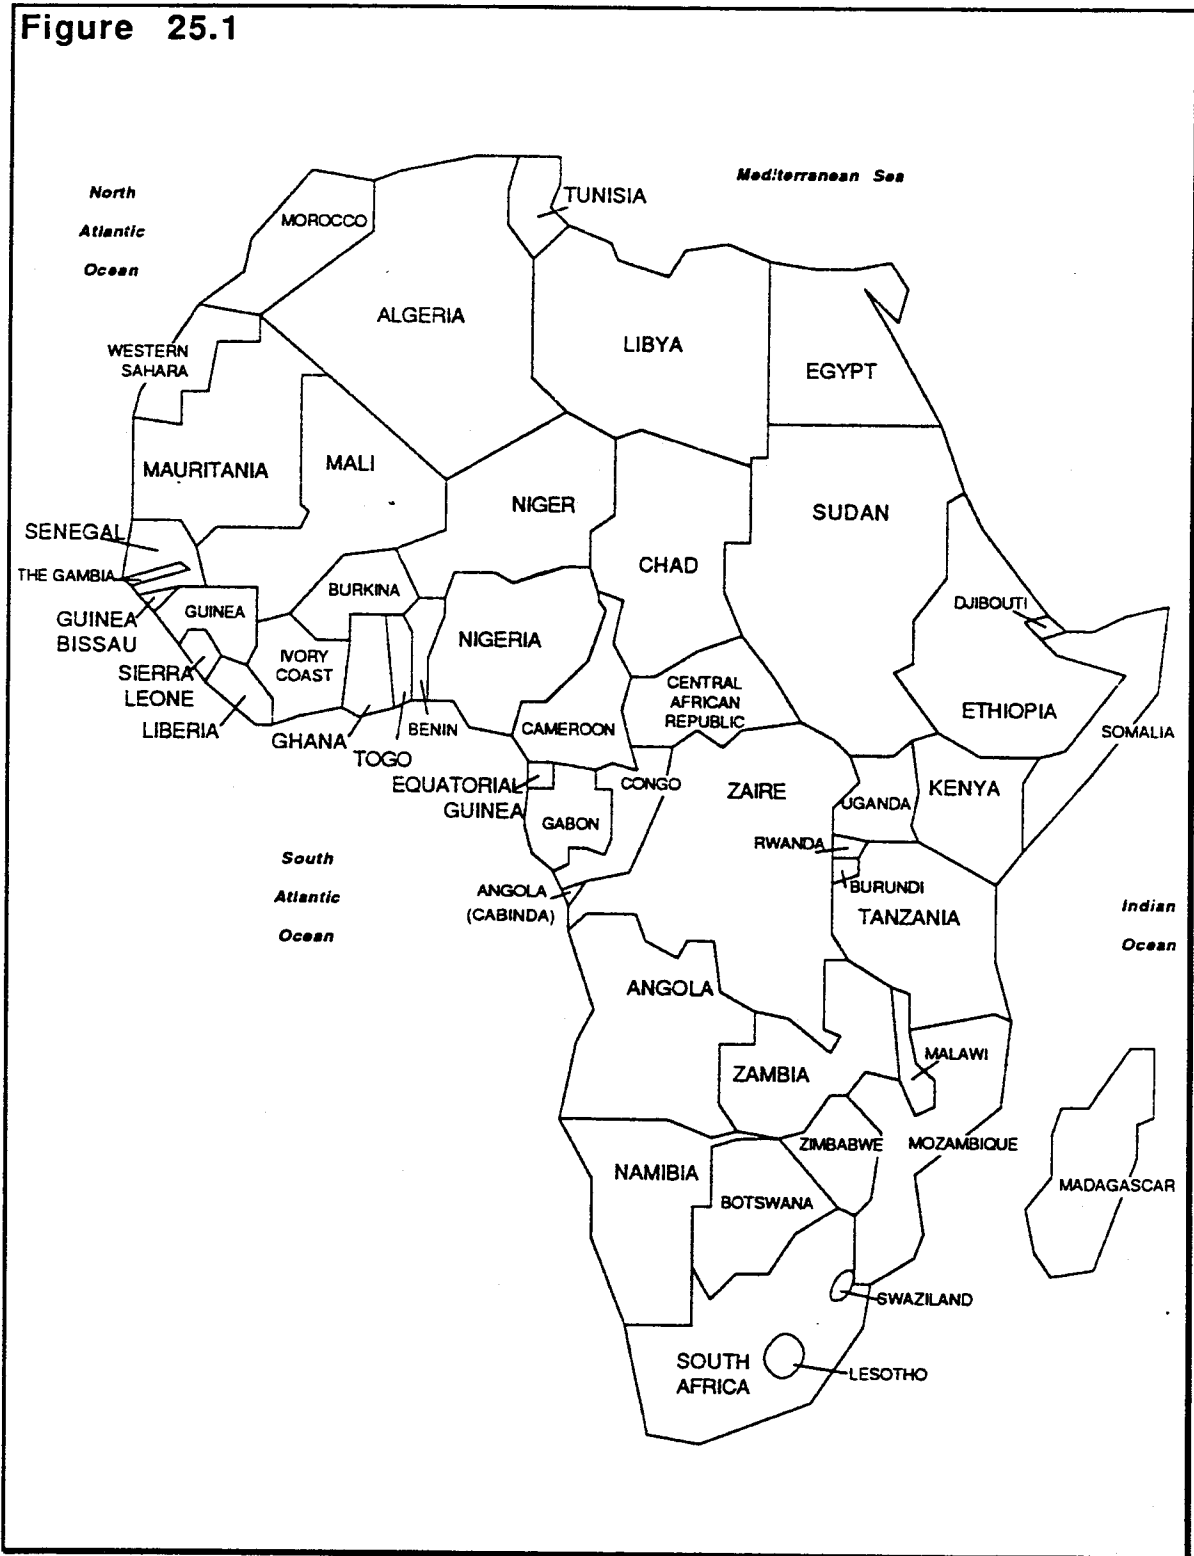 Figure 25.1
Mediterranean Sea
North
Atlantic
Ocean
TUNISIA
MOROCCO
ALGERIA
LIBYA
EGYPT
WESTERN
SAHARA
MAURITANIA
MALI
NIGER
CHAD
SUDAN
SENEGAL
THE GAMBIA
GUINEA
BISSAU
GUINEA
BURKINA
NIGERIA
DJIBOUTI
SIERRA
LEONE
LIBERIA
IVORY
COAST
GHANA
TOGO
BENIN
CAMEROON
CENTRAL
AFRICAN
REPUBLIC
ETHIOPIA
SOMALIA
EQUATORIAL
GUINEA
GABON
CONGO
ZAIRE
UGANDA
KENYA
RWANDA
BURUNDI
TANZANIA
South
Atlantic
Ocean
ANGOLA
(CABINDA)
Indian
Ocean
ANGOLA
ZAMBIA
MALAWI
ZIMBABWE
MOZAMBIQUE
MADAGASCAR
NAMIBIA
BOTSWANA
SWAZILAND
SOUTH
AFRICA
LESOTHO